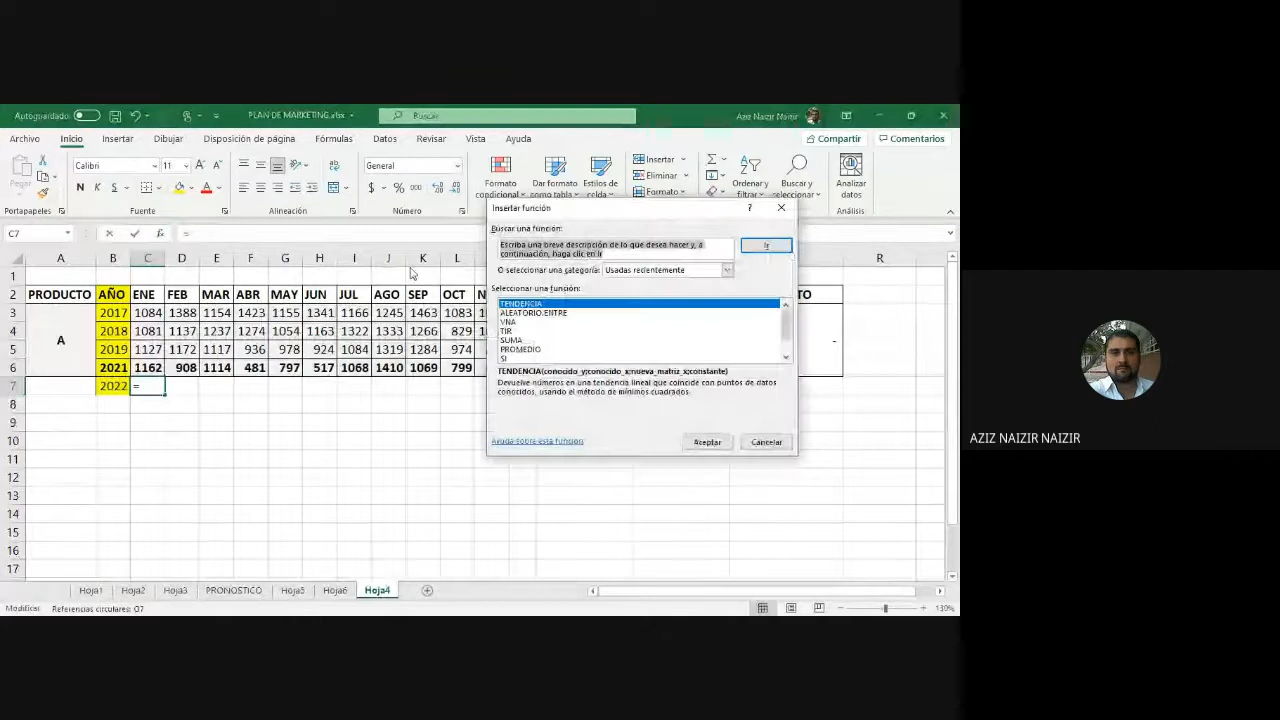 Autoguardado PLAN DE MARKETING.xlsx Buscar Aziz Naizir Naizir
Archivo Inicio Insertar Dibujar Disposición de página Fórmulas Datos Revisar Vista Ayuda Compartir Comentarios
Pegar Calibri 11 General Formato condicional Dar formato como tabla Estilos de celda Insertar Eliminar Formato Ordenar y filtrar Buscar y seleccionar Analizar datos
Portapapeles Fuente Alineación Número Análisis
C7 fx =
Insertar función ? ×
Buscar una función:
Escriba una breve descripción de lo que desea hacer y, a
continuación, haga clic en Ir
Ir
O seleccionar una categoría: Usadas recientemente
Seleccionar una función:
TENDENCIA
ALEATORIO.ENTRE
VNA
TIR
SUMA
PROMEDIO
SI
TENDENCIA(conocido_y;conocido_x;nueva_matriz_x;constante)
Devuelve números en una tendencia lineal que coincide con puntos de datos
conocidos, usando el método de mínimos cuadrados.
Ayuda sobre esta función Aceptar Cancelar
A B C D E F G H I J K L R
1
2 PRODUCTO AÑO ENE FEB MAR ABR MAY JUN JUL AGO SEP OCT N TO
3 2017 1084 1388 1154 1423 1155 1341 1166 1245 1463 1083
4 A 2018 1081 1137 1237 1274 1054 1163 1322 1333 1266 829 -
5 2019 1127 1172 1117 936 978 924 1084 1319 1284 974
6 2021 1162 908 1114 481 797 517 1068 1410 1069 799
7 2022 =
8
9
10
11
12
13
14
15
16
17
Hoja1 Hoja2 Hoja3 PRONOSTICO Hoja5 Hoja6 Hoja4
Modificar Referencias circulares: O7 130%
AZIZ NAIZIR NAIZIR